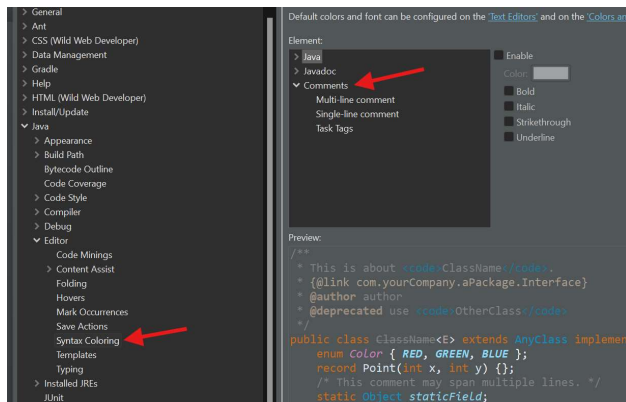 General
Ant
CSS (Wild Web Developer)
Data Management
Gradle
Help
HTML (Wild Web Developer)
Install/Update
Java
Appearance
Build Path
Bytecode Outline
Code Coverage
Code Style
Compiler
Debug
Editor
Code Minings
Content Assist
Folding
Hovers
Mark Occurrences
Save Actions
Syntax Coloring
Templates
Typing
Installed JREs
JUnit
Default colors and font can be configured on the 'Text Editors' and on the 'Colors an
Element:
Java
Javadoc
Comments
Multi-line comment
Single-line comment
Task Tags
Enable
Color:
Bold
Italic
Strikethrough
Underline
Preview:
/**
* This is about <code>ClassName</code>.
* {@link com.yourCompany.aPackage.Interface}
* @author author
* @deprecated use <code>OtherClass</code>
*/
public class ClassName<E> extends AnyClass implemen
enum Color { RED, GREEN, BLUE };
record Point(int x, int y) {};
/* This comment may span multiple lines. */
static Object staticField;